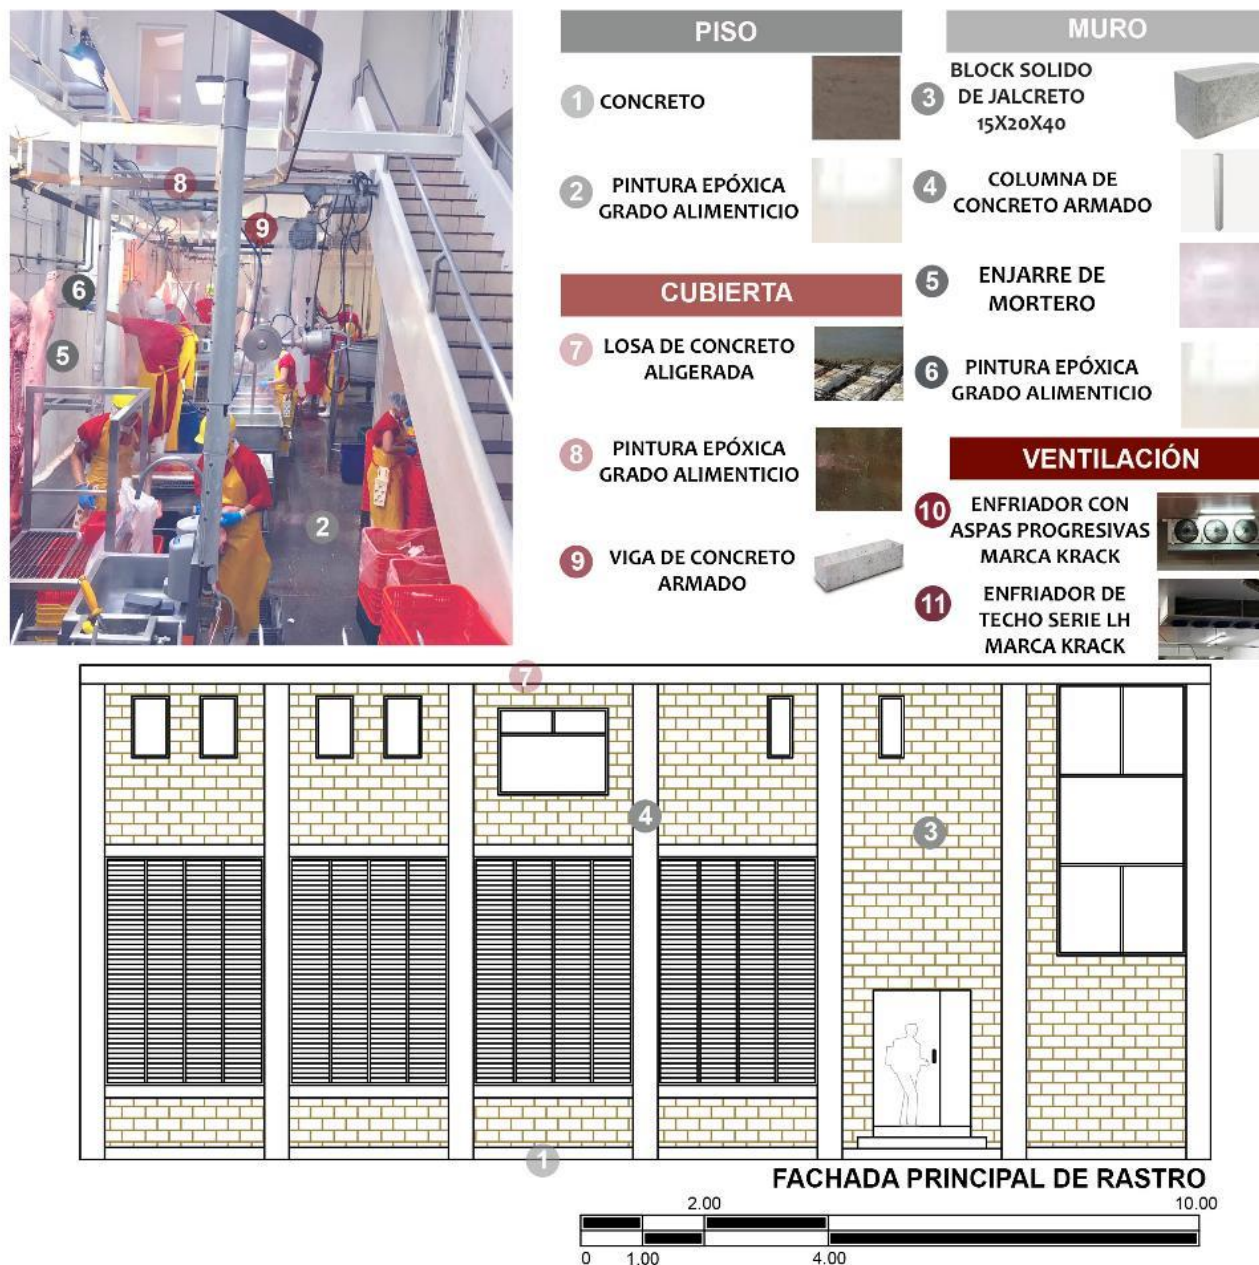 PISO
1 CONCRETO
2 PINTURA EPÓXICA
GRADO ALIMENTICIO
CUBIERTA
7 LOSA DE CONCRETO
ALIGERADA
8 PINTURA EPÓXICA
GRADO ALIMENTICIO
9 VIGA DE CONCRETO
ARMADO
MURO
3 BLOCK SOLIDO
DE JALCRETO
15X20X40
4 COLUMNA DE
CONCRETO ARMADO
5 ENJARRE DE
MORTERO
6 PINTURA EPÓXICA
GRADO ALIMENTICIO
VENTILACIÓN
10 ENFRIADOR CON
ASPAS PROGRESIVAS
MARCA KRACK
11 ENFRIADOR DE
TECHO SERIE LH
MARCA KRACK
8
9
6
5
2
7
4
3
1
FACHADA PRINCIPAL DE RASTRO
2.00 10.00
0 1.00 4.00